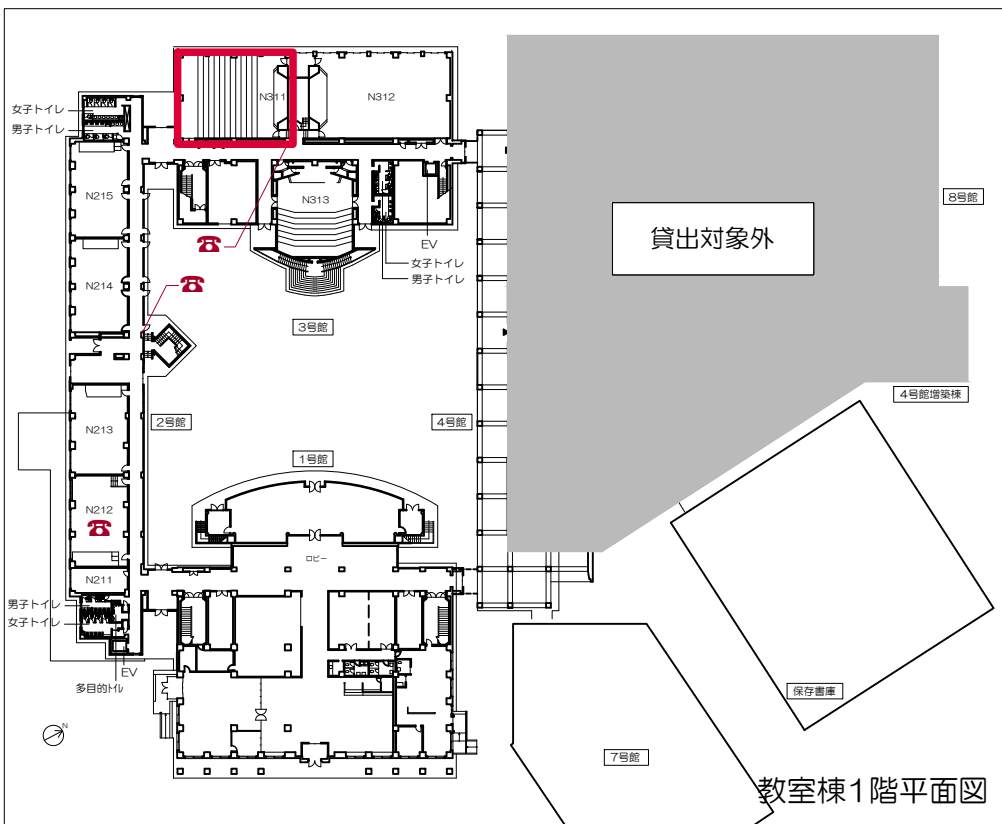 女子トイレ
男子トイレ
N311
N312
N215
N313
8号館
貸出対象外
EV
女子トイレ
男子トイレ
N214
3号館
4号館増築棟
N213
2号館
4号館
1号館
N212
ロビー
N211
男子トイレ
女子トイレ
EV
多目的トイレ
保存書庫
N
7号館
教室棟1階平面図